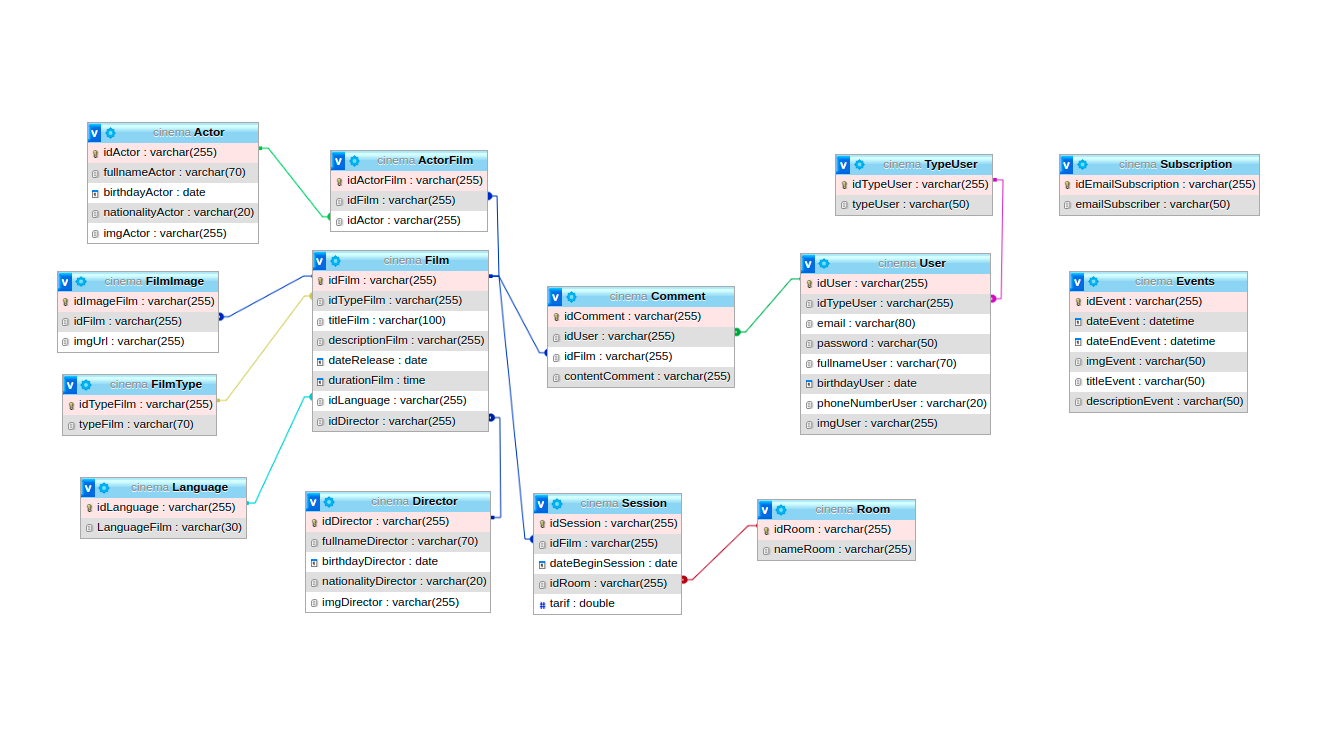 v cinema Actor
idActor : varchar(255)
fullnameActor : varchar(70)
birthdayActor : date
nationalityActor : varchar(20)
imgActor : varchar(255)
v cinema ActorFilm
idActorFilm : varchar(255)
idFilm : varchar(255)
idActor : varchar(255)
v cinema TypeUser
idTypeUser : varchar(255)
typeUser : varchar(50)
v cinema Subscription
idEmailSubscription : varchar(255)
emailSubscriber : varchar(50)
v cinema FilmImage
idImageFilm : varchar(255)
idFilm : varchar(255)
imgUrl : varchar(255)
v cinema Film
idFilm : varchar(255)
idTypeFilm : varchar(255)
titleFilm : varchar(100)
descriptionFilm : varchar(255)
dateRelease : date
durationFilm : time
idLanguage : varchar(255)
idDirector : varchar(255)
v cinema Comment
idComment : varchar(255)
idUser : varchar(255)
idFilm : varchar(255)
contentComment : varchar(255)
v cinema User
idUser : varchar(255)
idTypeUser : varchar(255)
email : varchar(80)
password : varchar(50)
fullnameUser : varchar(70)
birthdayUser : date
phoneNumberUser : varchar(20)
imgUser : varchar(255)
v cinema Events
idEvent : varchar(255)
dateEvent : datetime
dateEndEvent : datetime
imgEvent : varchar(50)
titleEvent : varchar(50)
descriptionEvent : varchar(50)
v cinema FilmType
idTypeFilm : varchar(255)
typeFilm : varchar(70)
v cinema Language
idLanguage : varchar(255)
LanguageFilm : varchar(30)
v cinema Director
idDirector : varchar(255)
fullnameDirector : varchar(70)
birthdayDirector : date
nationalityDirector : varchar(20)
imgDirector : varchar(255)
v cinema Session
idSession : varchar(255)
idFilm : varchar(255)
dateBeginSession : date
idRoom : varchar(255)
# tarif : double
v cinema Room
idRoom : varchar(255)
nameRoom : varchar(255)